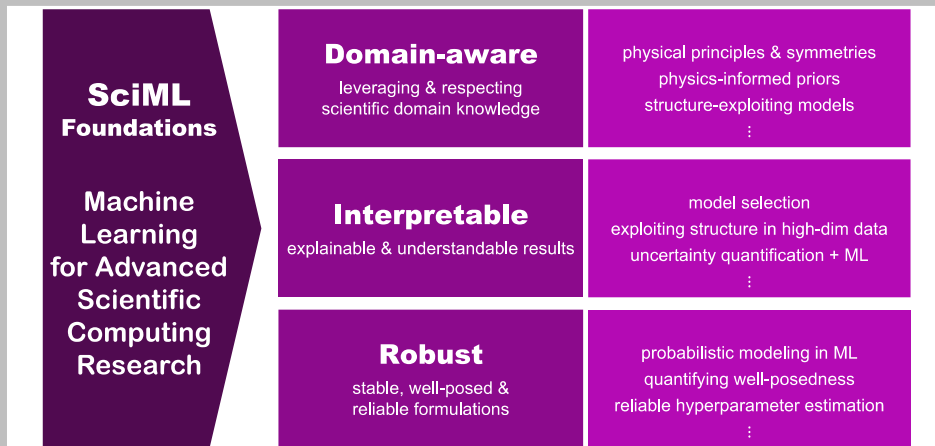 SciML
Foundations
Machine
Learning
for Advanced
Scientific
Computing
Research
Domain-aware
leveraging & respecting
scientific domain knowledge
physical principles & symmetries
physics-informed priors
structure-exploiting models
⋮
Interpretable
explainable & understandable results
model selection
exploiting structure in high-dim data
uncertainty quantification + ML
⋮
Robust
stable, well-posed &
reliable formulations
probabilistic modeling in ML
quantifying well-posedness
reliable hyperparameter estimation
⋮